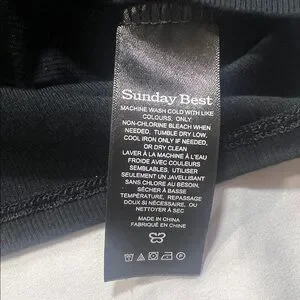 Sunday Best
MACHINE WASH COLD WITH LIKE
COLOURS. ONLY
NON-CHLORINE BLEACH WHEN
NEEDED, TUMBLE DRY LOW,
COOL IRON ONLY IF NEEDED,
OR DRY CLEAN
LAVER À LA MACHINE À L'EAU
FROIDE AVEC COULEURS
SEMBLABLES, UTILISER
SEULEMENT UN JAVELLISANT
SANS CHLORE AU BESOIN,
SÉCHER À BASSE
TEMPÉRATURE, REPASSAGE
DOUX SI NÉCESSAIRE, OU
NETTOYER À SEC
MADE IN CHINA
FABRIQUÉ EN CHINE